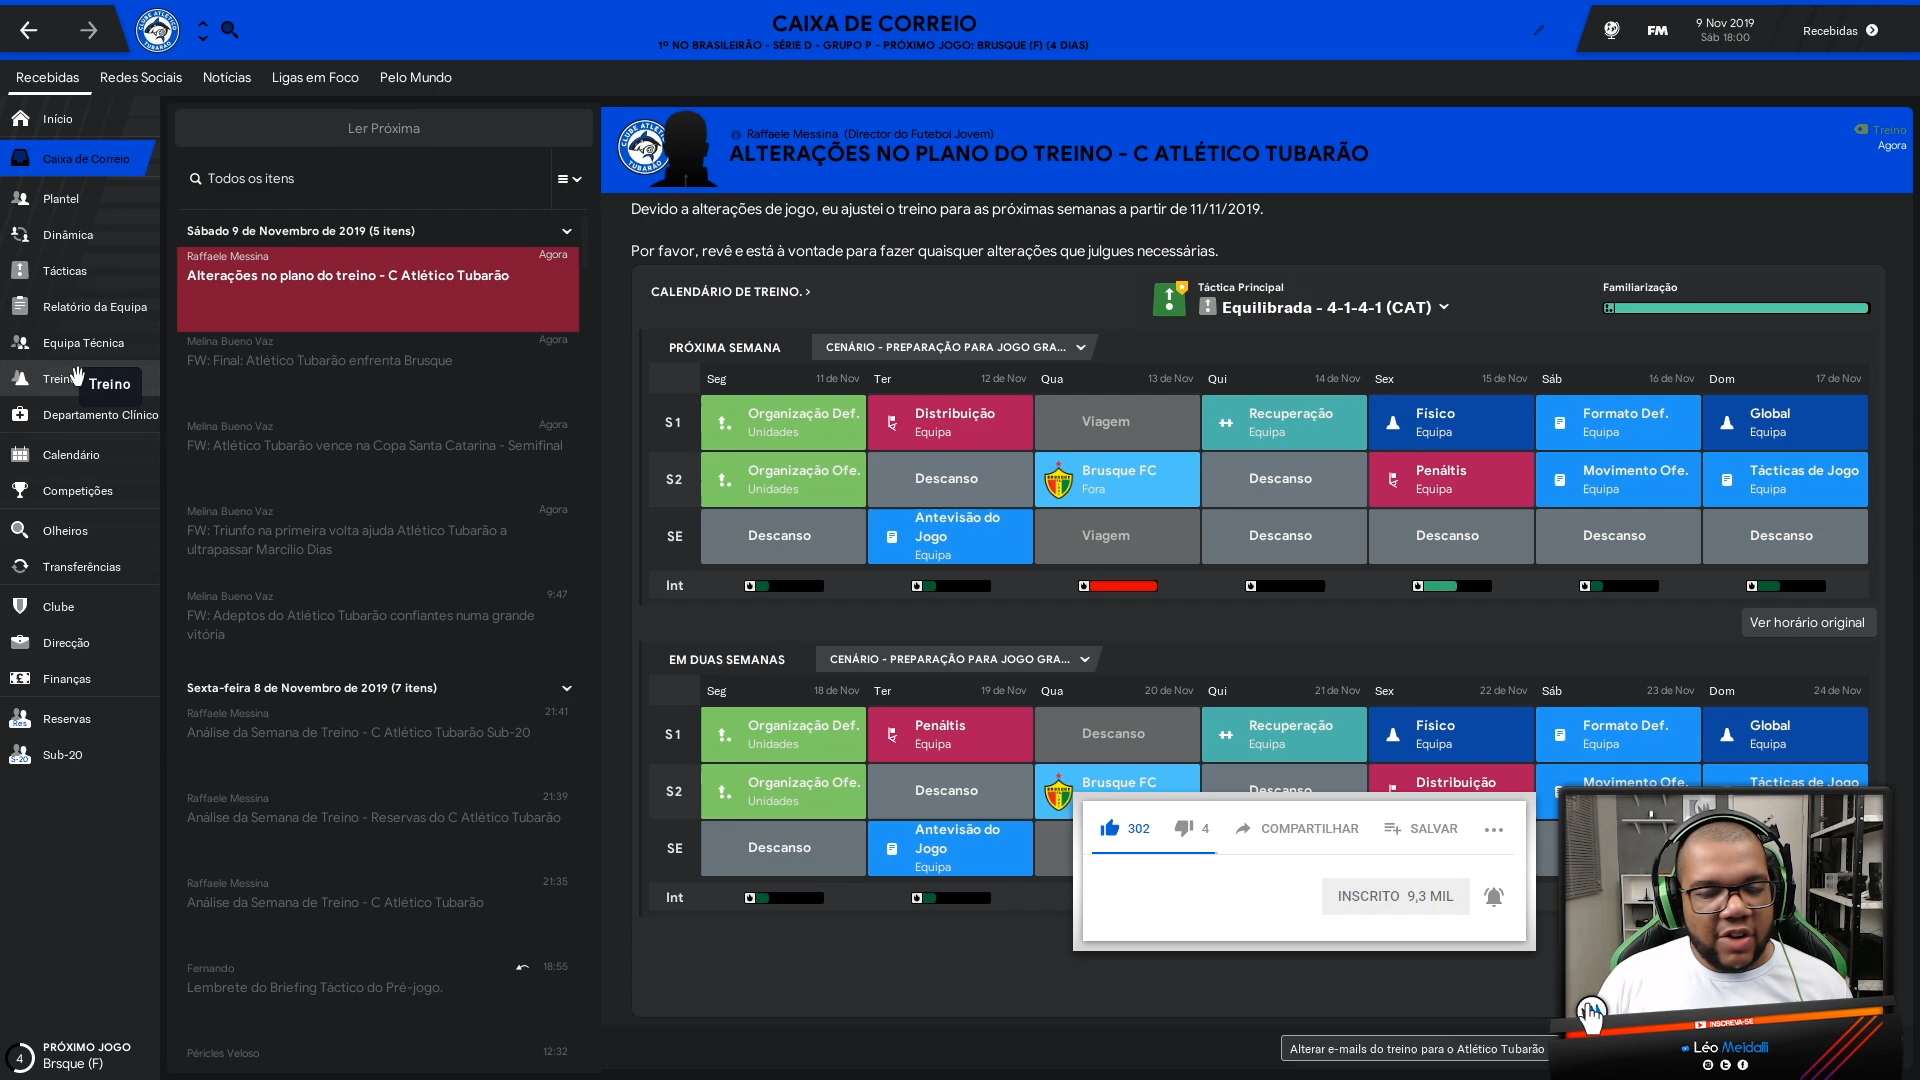 CAIXA DE CORREIO
1º NO BRASILEIRÃO - SÉRIE D - GRUPO P - PRÓXIMO JOGO: BRUSQUE (F) (4 DIAS)
FM
9 Nov 2019
Sáb 18:00
Recebidas
Recebidas
Redes Sociais
Notícias
Ligas em Foco
Pelo Mundo
Início
Caixa de Correio
Plantel
Dinâmica
Tácticas
Relatório da Equipa
Equipa Técnica
Treino
Departamento Clínico
Calendário
Competições
Olheiros
Transferências
Clube
Direcção
Finanças
Reservas
Sub-20
4
PRÓXIMO JOGO
Brsque (F)
Ler Próxima
Todos os itens
Sábado 9 de Novembro de 2019 (5 itens)
Raffaele Messina Agora
Alterações no plano do treino - C Atlético Tubarão
Melina Bueno Vaz Agora
FW: Final: Atlético Tubarão enfrenta Brusque
Melina Bueno Vaz Agora
FW: Atlético Tubarão vence na Copa Santa Catarina - Semifinal
Melina Bueno Vaz Agora
FW: Triunfo na primeira volta ajuda Atlético Tubarão a
ultrapassar Marcílio Dias
Melina Bueno Vaz 9:47
FW: Adeptos do Atlético Tubarão confiantes numa grande
vitória
Sexta-feira 8 de Novembro de 2019 (7 itens)
Raffaele Messina 21:41
Análise da Semana de Treino - C Atlético Tubarão Sub-20
Raffaele Messina 21:39
Análise da Semana de Treino - Reservas do C Atlético Tubarão
Raffaele Messina 21:35
Análise da Semana de Treino - C Atlético Tubarão
Fernando 18:55
Lembrete do Briefing Táctico do Pré-jogo.
Péricles Veloso 12:32
Raffaele Messina (Director do Futebol Jovem)
ALTERAÇÕES NO PLANO DO TREINO - C ATLÉTICO TUBARÃO
Treino
Agora
Devido a alterações de jogo, eu ajustei o treino para as próximas semanas a partir de 11/11/2019.
Por favor, revê e está à vontade para fazer quaisquer alterações que julgues necessárias.
CALENDÁRIO DE TREINO. >
Táctica Principal
Equilibrada - 4-1-4-1 (CAT)
Familiarização
PRÓXIMA SEMANA
CENÁRIO - PREPARAÇÃO PARA JOGO GRA...
Seg 11 de Nov Ter 12 de Nov Qua 13 de Nov Qui 14 de Nov Sex 15 de Nov Sáb 16 de Nov Dom 17 de Nov
S1
Organização Def.
Unidades
Distribuição
Equipa
Viagem
Recuperação
Equipa
Físico
Equipa
Formato Def.
Equipa
Global
Equipa
S2
Organização Ofe.
Unidades
Descanso
Brusque FC
Fora
Descanso
Penáltis
Equipa
Movimento Ofe.
Equipa
Tácticas de Jogo
Equipa
SE
Descanso
Antevisão do
Jogo
Equipa
Viagem
Descanso
Descanso
Descanso
Descanso
Int
Ver horário original
EM DUAS SEMANAS
CENÁRIO - PREPARAÇÃO PARA JOGO GRA...
Seg 18 de Nov Ter 19 de Nov Qua 20 de Nov Qui 21 de Nov Sex 22 de Nov Sáb 23 de Nov Dom 24 de Nov
S1
Organização Def.
Unidades
Penáltis
Equipa
Descanso
Recuperação
Equipa
Físico
Equipa
Formato Def.
Equipa
Global
Equipa
S2
Organização Ofe.
Unidades
Descanso
Brusque FC
Descanso
Distribuição
Movimento Ofe.
Tácticas de Jogo
SE
Descanso
Antevisão do
Jogo
Equipa
Int
302
4
COMPARTILHAR
SALVAR
INSCRITO 9,3 MIL
Alterar e-mails do treino para o Atlético Tubarão
INSCREVA-SE
Léo Meidalli
Treino
CLUBE ATLÉTICO
TUBARÃO
Res
S-20